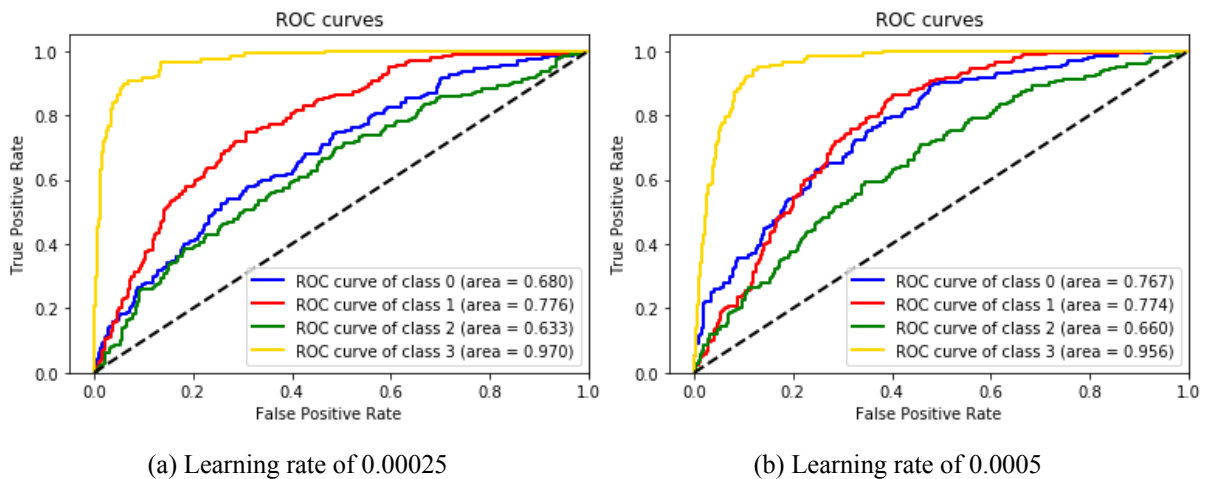 ROC curves
True Positive Rate
1.0
0.8
0.6
0.4
0.2
0.0
ROC curve of class 0 (area = 0.680)
ROC curve of class 1 (area = 0.776)
ROC curve of class 2 (area = 0.633)
ROC curve of class 3 (area = 0.970)
0.0 0.2 0.4 0.6 0.8 1.0
False Positive Rate
(a) Learning rate of 0.00025
ROC curves
True Positive Rate
1.0
0.8
0.6
0.4
0.2
0.0
ROC curve of class 0 (area = 0.767)
ROC curve of class 1 (area = 0.774)
ROC curve of class 2 (area = 0.660)
ROC curve of class 3 (area = 0.956)
0.0 0.2 0.4 0.6 0.8 1.0
False Positive Rate
(b) Learning rate of 0.0005